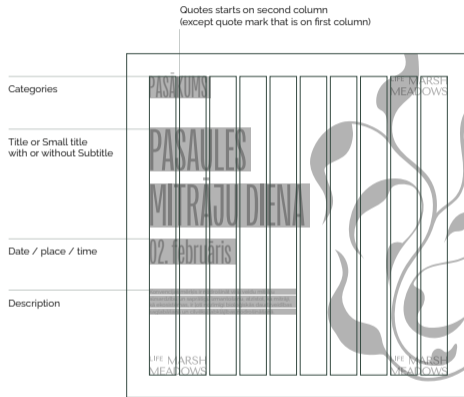 Quotes starts on second column
(except quote mark that is on first column)
Categories
PASĀKUMS
LIFE MARSH
MEADOWS
Title or Small title
with or without Subtitle
PASAULES
MITRĀJU DIENA
Date / place / time
02. februāris
Description
LIFE MARSH
MEADOWS
LIFE MARSH
MEADOWS